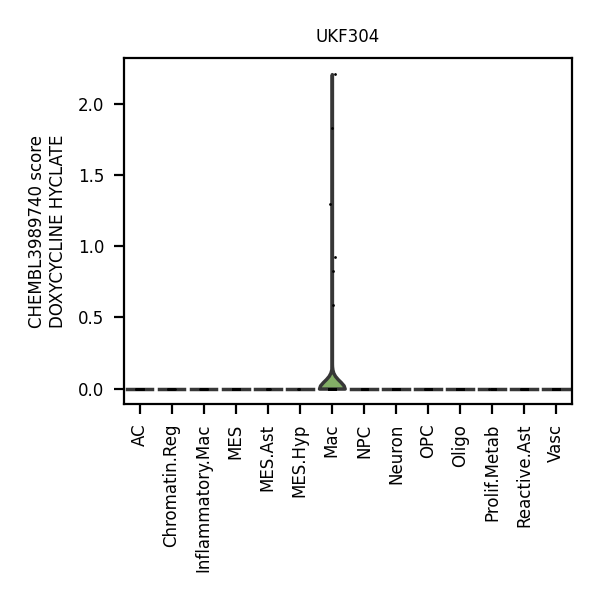 UKF304
CHEMBL3989740 score
DOXYCYCLINE HYCLATE
2.0
1.5
1.0
0.5
0.0
AC
Chromatin.Reg
Inflammatory.Mac
MES
MES.Ast
MES.Hyp
Mac
NPC
Neuron
OPC
Oligo
Prolif.Metab
Reactive.Ast
Vasc